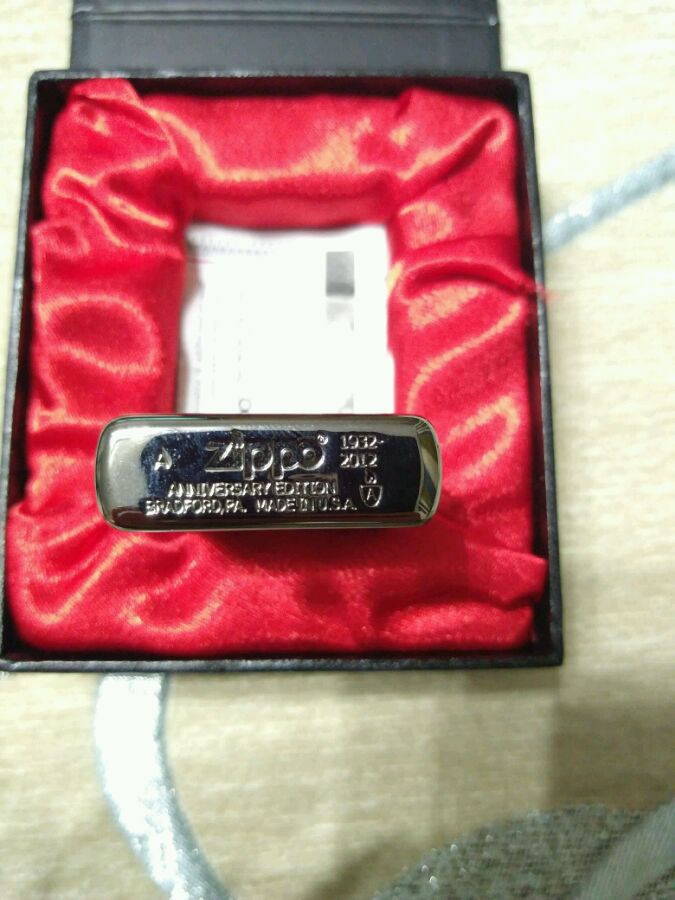 A zippo® 1932-
2012
ANNIVERSARY EDITION
BRADFORD, PA. MADE IN U.S.A.
A